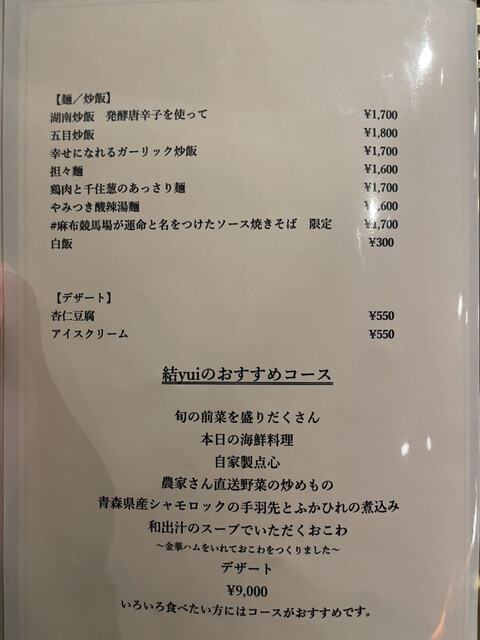 【麺／炒飯】
湖南炒飯　発酵唐辛子を使って ¥1,700
五目炒飯 ¥1,800
幸せになれるガーリック炒飯 ¥1,700
担々麺 ¥1,600
鶏肉と千住葱のあっさり麺 ¥1,700
やみつき酸辣湯麺 ,600
#麻布競馬場が運命と名をつけたソース焼きそば　限定 ¥1,700
白飯 ¥300
【デザート】
杏仁豆腐 ¥550
アイスクリーム ¥550
結yuiのおすすめコース
旬の前菜を盛りだくさん
本日の海鮮料理
自家製点心
農家さん直送野菜の炒めもの
青森県産シャモロックの手羽先とふかひれの煮込み
和出汁のスープでいただくおこわ
～金華ハムをいれておこわをつくりました～
デザート
¥9,000
いろいろ食べたい方にはコースがおすすめです。